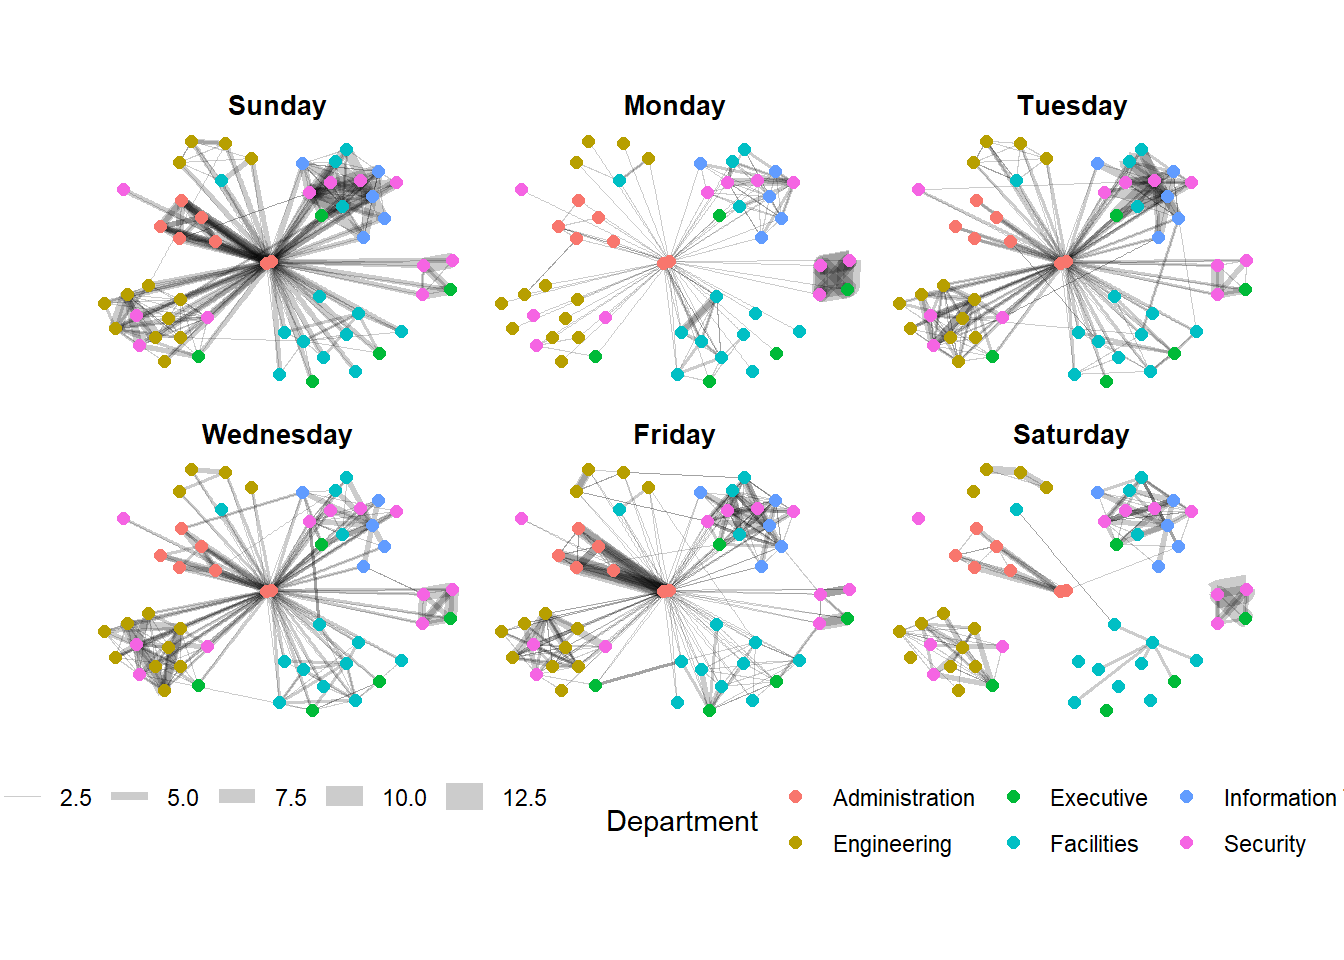 Sunday Monday Tuesday
Wednesday Friday Saturday
2.5 5.0 7.5 10.0 12.5
Department
Administration Executive Information
Engineering Facilities Security